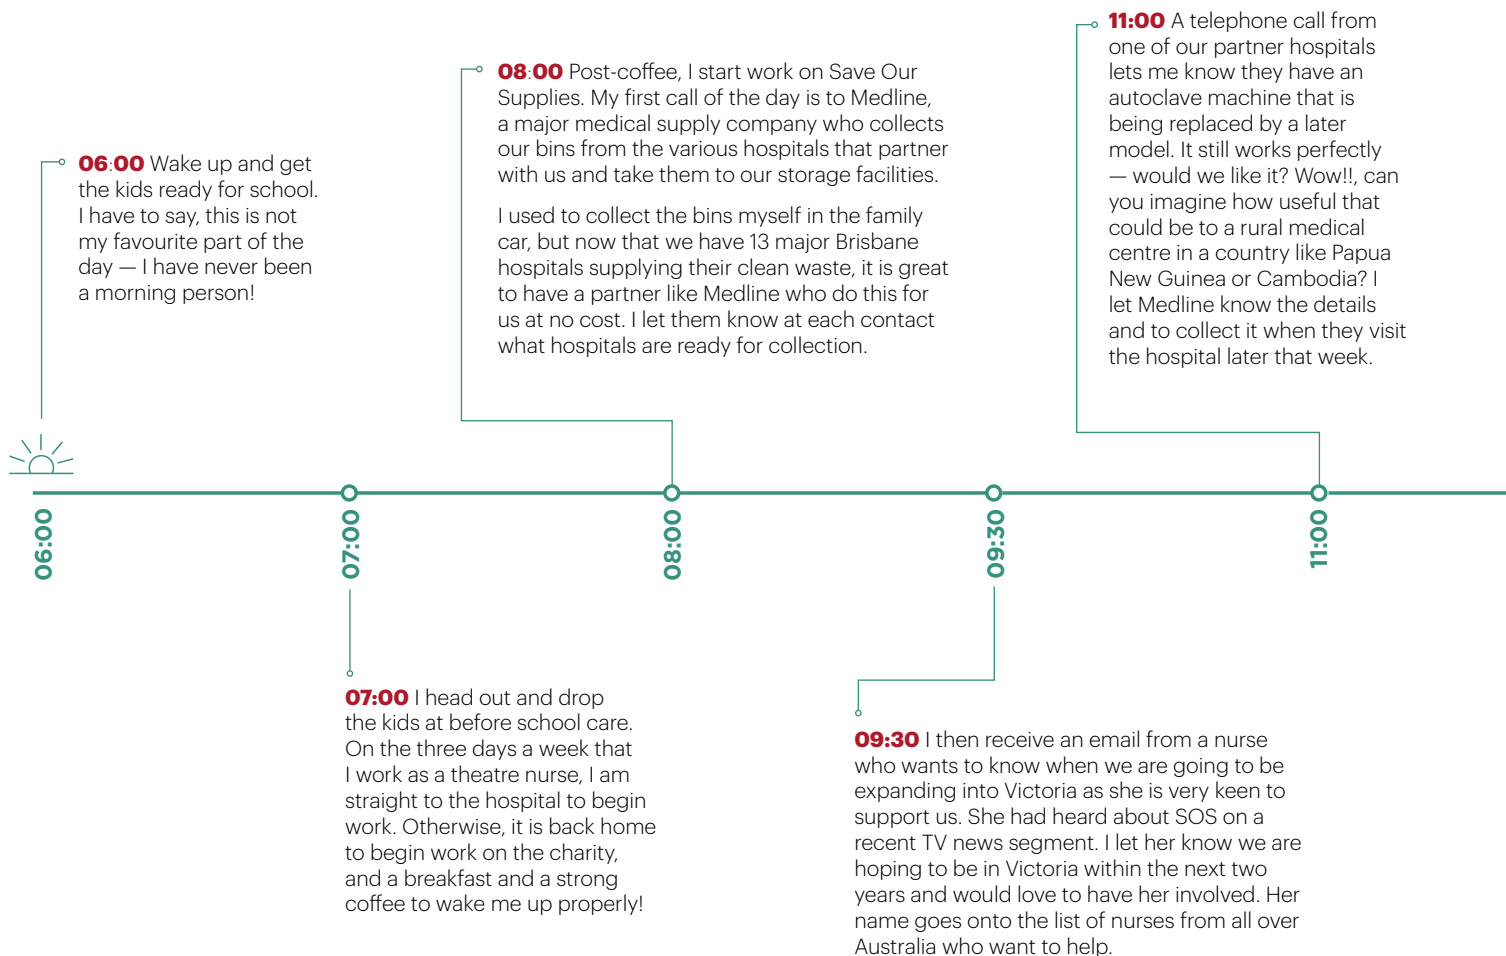 06:00 Wake up and get
the kids ready for school.
I have to say, this is not
my favourite part of the
day — I have never been
a morning person!
08:00 Post-coffee, I start work on Save Our
Supplies. My first call of the day is to Medline,
a major medical supply company who collects
our bins from the various hospitals that partner
with us and take them to our storage facilities.
I used to collect the bins myself in the family
car, but now that we have 13 major Brisbane
hospitals supplying their clean waste, it is great
to have a partner like Medline who do this for
us at no cost. I let them know at each contact
what hospitals are ready for collection.
11:00 A telephone call from
one of our partner hospitals
lets me know they have an
autoclave machine that is
being replaced by a later
model. It still works perfectly
— would we like it? Wow!!, can
you imagine how useful that
could be to a rural medical
centre in a country like Papua
New Guinea or Cambodia? I
let Medline know the details
and to collect it when they visit
the hospital later that week.
06:00
07:00
08:00
09:30
11:00
07:00 I head out and drop
the kids at before school care.
On the three days a week that
I work as a theatre nurse, I am
straight to the hospital to begin
work. Otherwise, it is back home
to begin work on the charity,
and a breakfast and a strong
coffee to wake me up properly!
09:30 I then receive an email from a nurse
who wants to know when we are going to be
expanding into Victoria as she is very keen to
support us. She had heard about SOS on a
recent TV news segment. I let her know we are
hoping to be in Victoria within the next two
years and would love to have her involved. Her
name goes onto the list of nurses from all over
Australia who want to help.